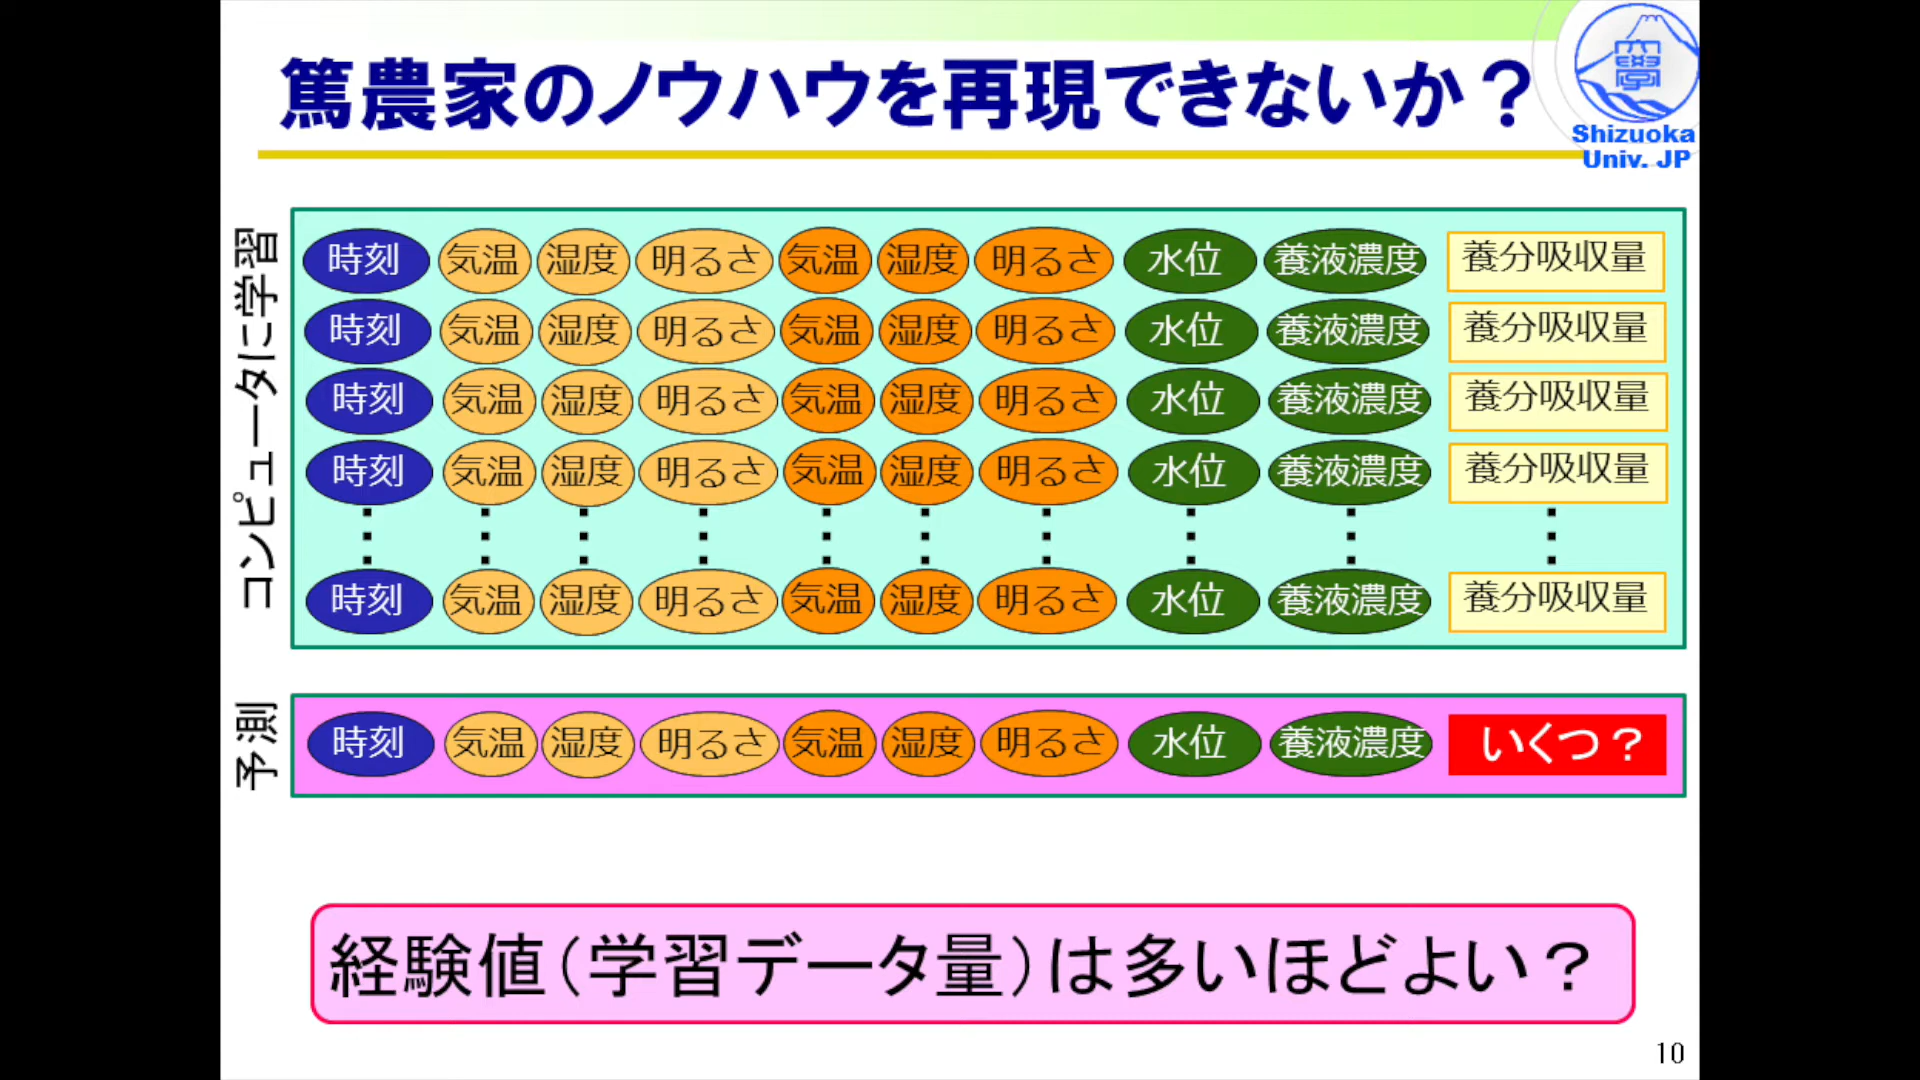 篤農家のノウハウを再現できないか？
Shizuoka
Univ. JP
コンピュータに学習
時刻 気温 湿度 明るさ 気温 湿度 明るさ 水位 養液濃度 養分吸収量
時刻 気温 湿度 明るさ 気温 湿度 明るさ 水位 養液濃度 養分吸収量
時刻 気温 湿度 明るさ 気温 湿度 明るさ 水位 養液濃度 養分吸収量
時刻 気温 湿度 明るさ 気温 湿度 明るさ 水位 養液濃度 養分吸収量
時刻 気温 湿度 明るさ 気温 湿度 明るさ 水位 養液濃度 養分吸収量
予測
時刻 気温 湿度 明るさ 気温 湿度 明るさ 水位 養液濃度 いくつ？
経験値（学習データ量）は多いほどよい？
10